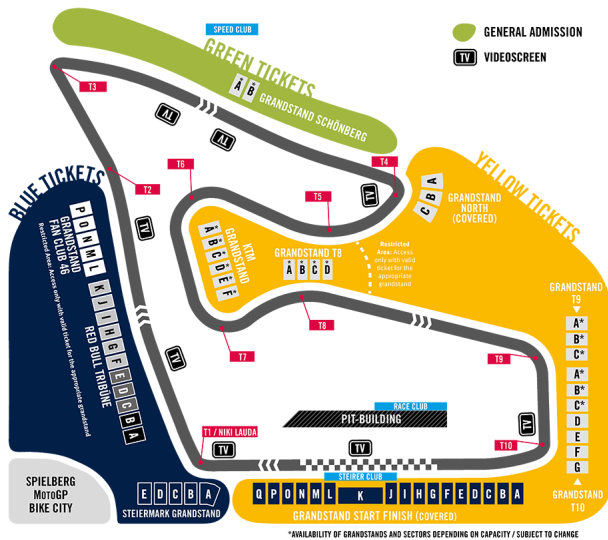 SPEED CLUB
GENERAL ADMISSION
TV VIDEOSCREEN
GREEN TICKETS
A* B*
GRANDSTAND SCHÖNBERG
T3
TV
TV
T2
T6
T5
T4
TV
YELLOW TICKETS
C B A
GRANDSTAND
NORTH
(COVERED)
BLUE TICKETS
P O N M L
GRANDSTAND
FAN CLUB 46
Restricted Area: Access only with valid ticket for the appropriate grandstand
K J I H G F E D C B A
RED BULL TRIBÜNE
TV
TV
KTM
GRANDSTAND
A* B* C* D* E* F*
GRANDSTAND T8
A* B* C* D*
Restricted
Area: Access
only with valid
ticket for the
appropriate
grandstand
T8
T7
GRANDSTAND
T9
A*
B*
C*
A*
B*
C*
D
E
F
G
GRANDSTAND
T10
T9
TV
T10
RACE CLUB
PIT-BUILDING
T1 / NIKI LAUDA
TV
TV
STEIRER CLUB
SPIELBERG
MOTOGP
BIKE CITY
E D C B A
STEIERMARK GRANDSTAND
Q P O N M L K J I H G F E D C B A
GRANDSTAND START FINISH (COVERED)
*AVAILABILITY OF GRANDSTANDS AND SECTORS DEPENDING ON CAPACITY / SUBJECT TO CHANGE